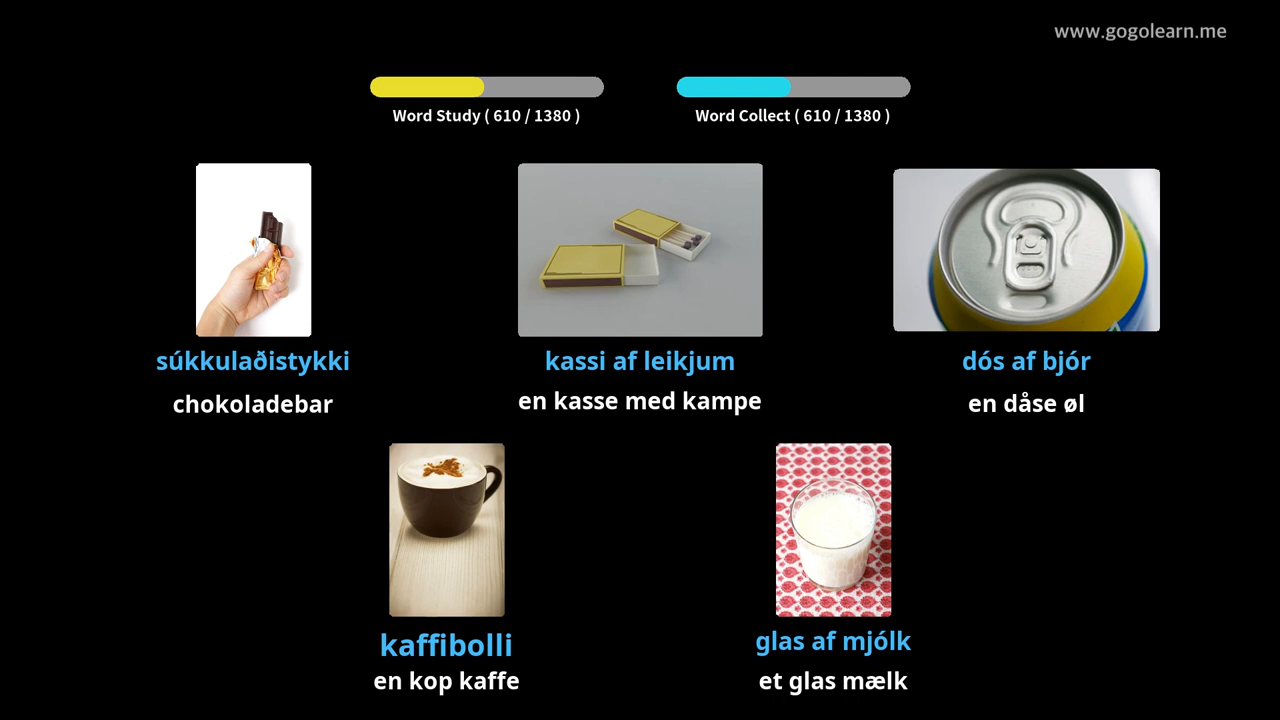 www.gogolearn.me
Word Study ( 610 / 1380 )
Word Collect ( 610 / 1380 )
súkkulaðistykki
kassi af leikjum
dós af bjór
chokoladebar
en kasse med kampe
en dåse øl
kaffibolli
glas af mjólk
en kop kaffe
et glas mælk